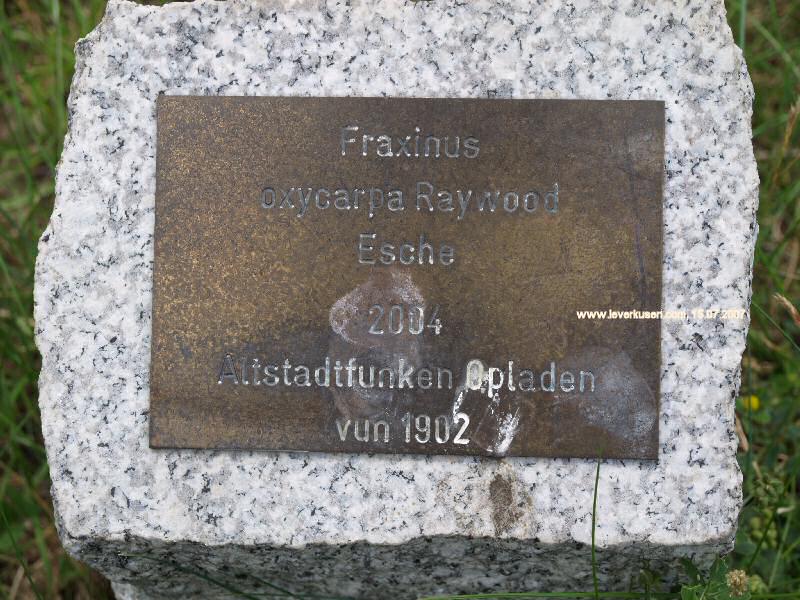 Fraxinus
oxycarpa Raywood
Esche
2004
Altstadtfunken Opladen
vun 1902
www.leverkusen.com, 15.07.2007